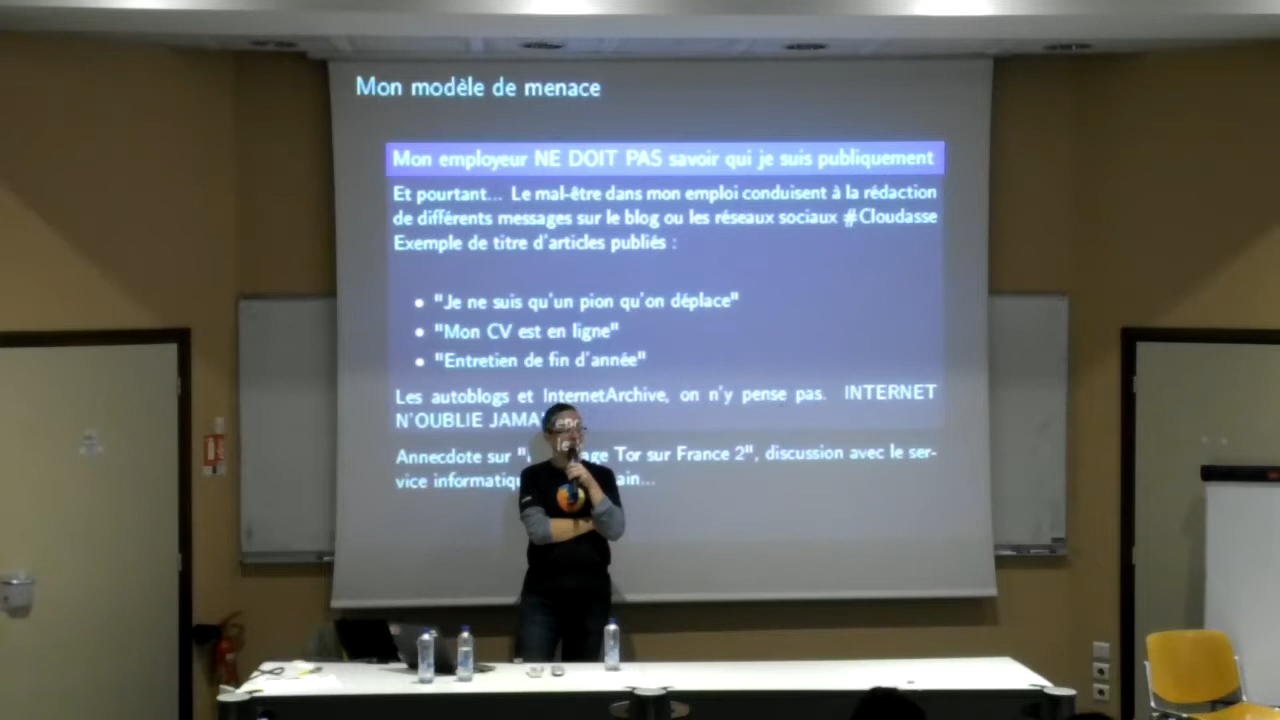 Mon modèle de menace
Mon employeur NE DOIT PAS savoir qui je suis publiquement
Et pourtant... Le mal-être dans mon emploi conduisent à la rédaction
de différents messages sur le blog ou les réseaux sociaux #Cloudasse
Exemple de titre d'articles publiés :
• "Je ne suis qu'un pion qu'on déplace"
• "Mon CV est en ligne"
• "Entretien de fin d'année"
Les autoblogs et InternetArchive, on n'y pense pas. INTERNET
N'OUBLIE JAMA
Annecdote sur " Tor sur France 2", discussion avec le ser-
vice